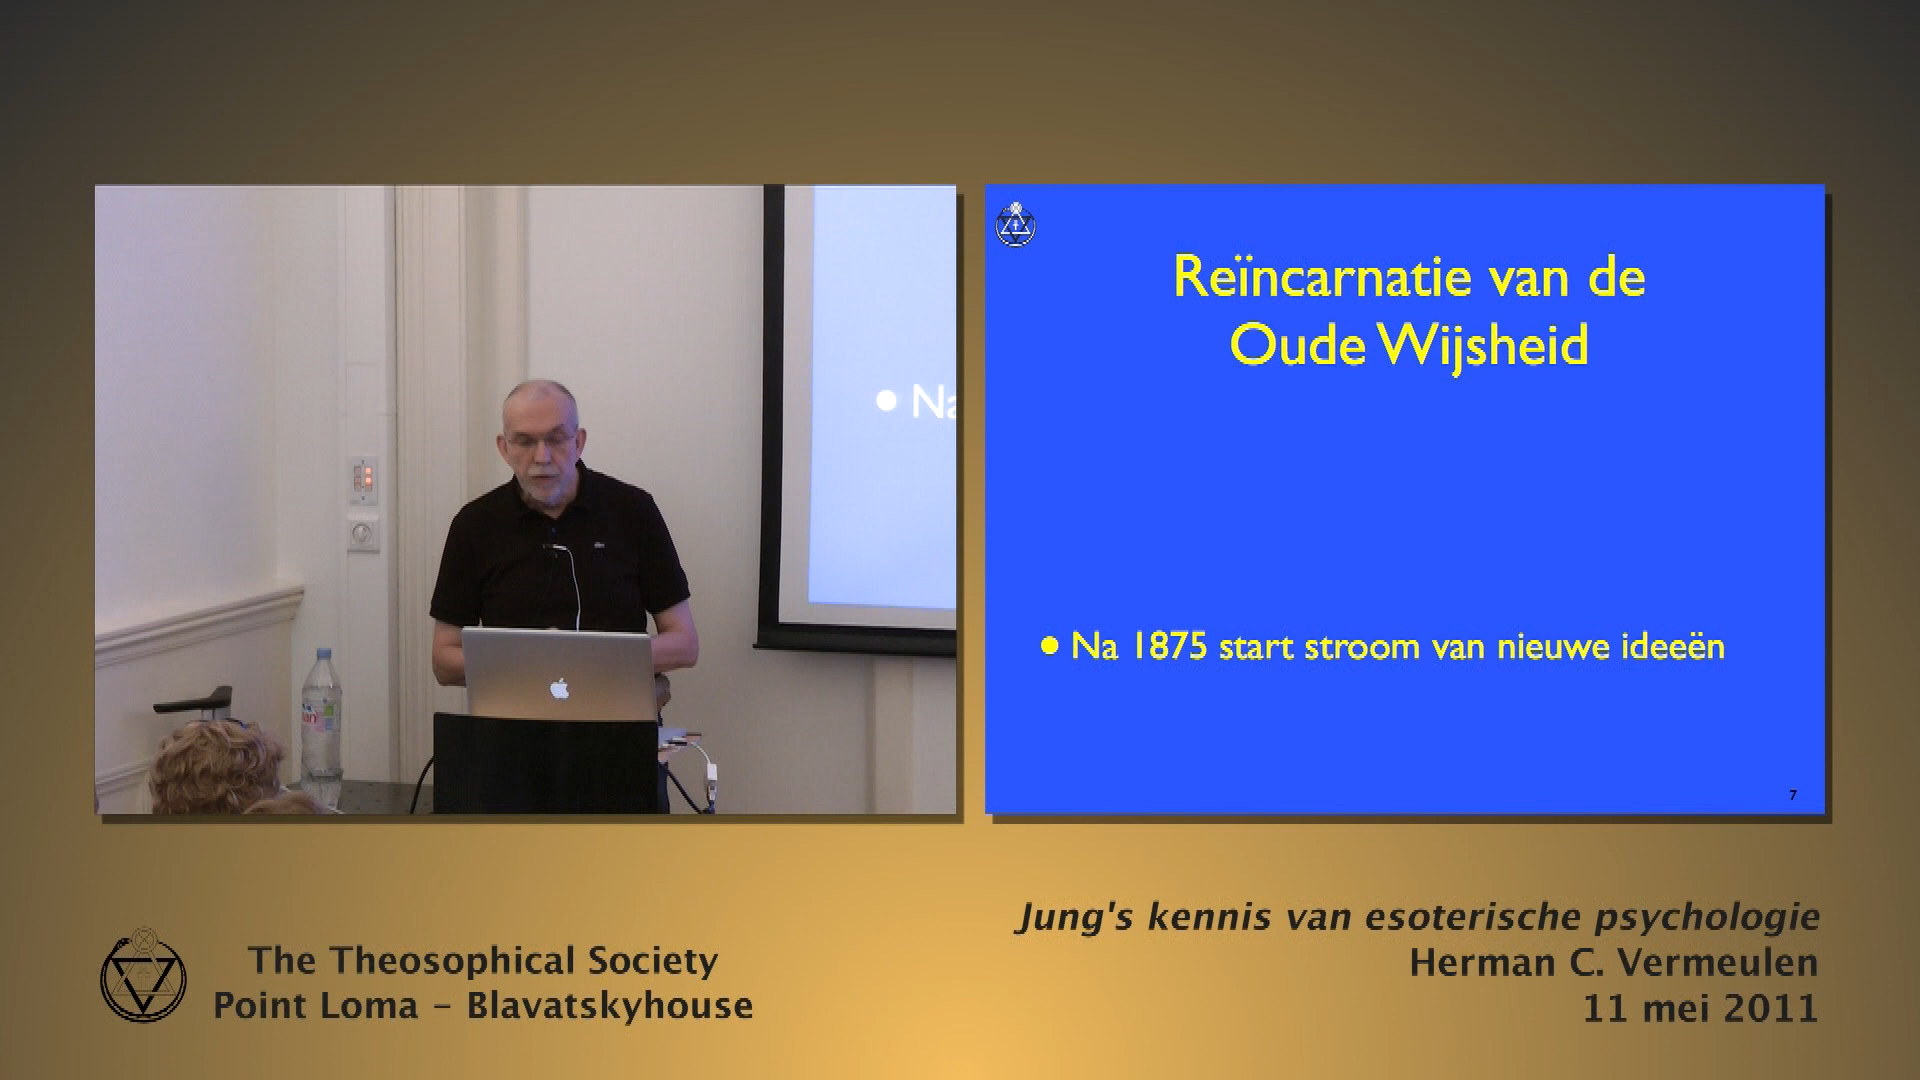 Na
Reïncarnatie van de
Oude Wijsheid
• Na 1875 start stroom van nieuwe ideeën
7
The Theosophical Society
Point Loma – Blavatskyhouse
Jung's kennis van esoterische psychologie
Herman C. Vermeulen
11 mei 2011